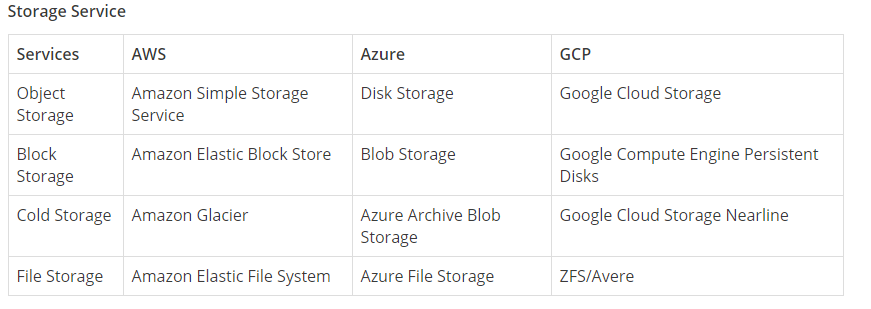 Storage Service
Services AWS Azure GCP
Object Storage Amazon Simple Storage Service Disk Storage Google Cloud Storage
Block Storage Amazon Elastic Block Store Blob Storage Google Compute Engine Persistent Disks
Cold Storage Amazon Glacier Azure Archive Blob Storage Google Cloud Storage Nearline
File Storage Amazon Elastic File System Azure File Storage ZFS/Avere